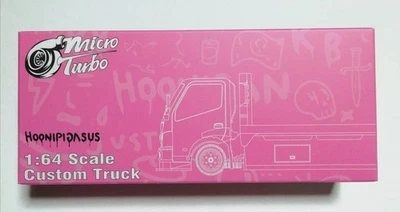 micro
Turbo
HOONIPIGASUS
1:64 Scale
Custom Truck